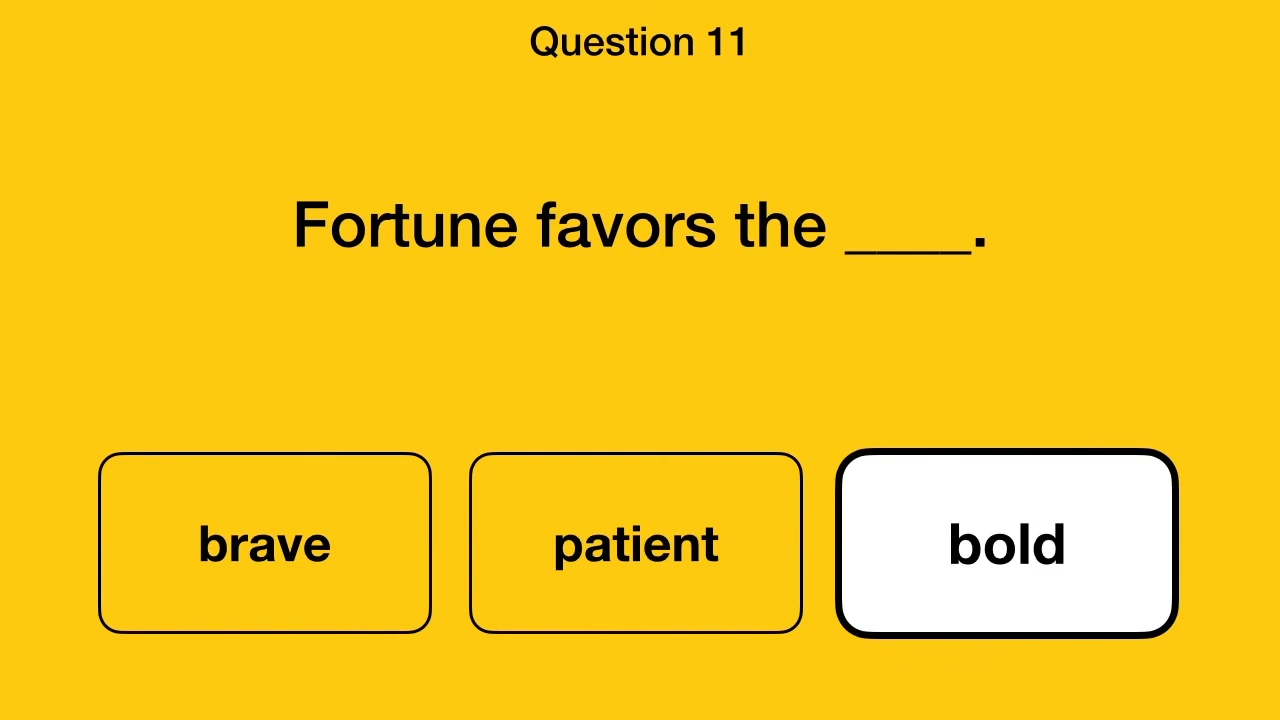 Question 11
Fortune favors the ____.
brave
patient
bold